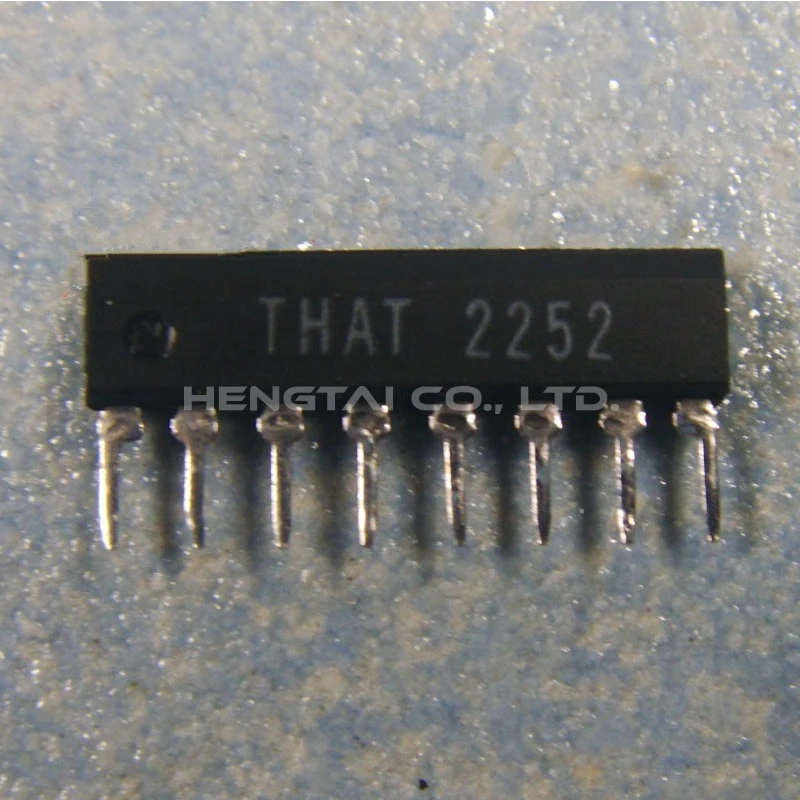 THAT 2252
HENGTAI CO., LTD.